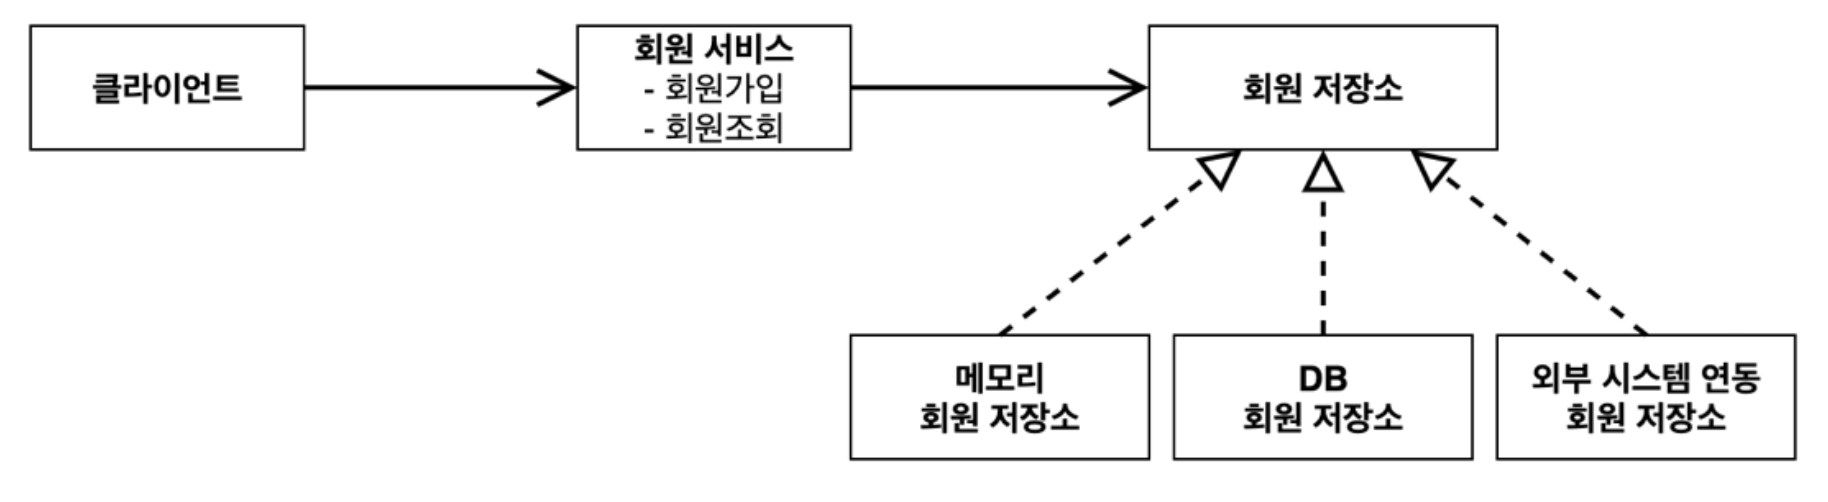 클라이언트
회원 서비스
- 회원가입
- 회원조회
회원 저장소
메모리
회원 저장소
DB
회원 저장소
외부 시스템 연동
회원 저장소